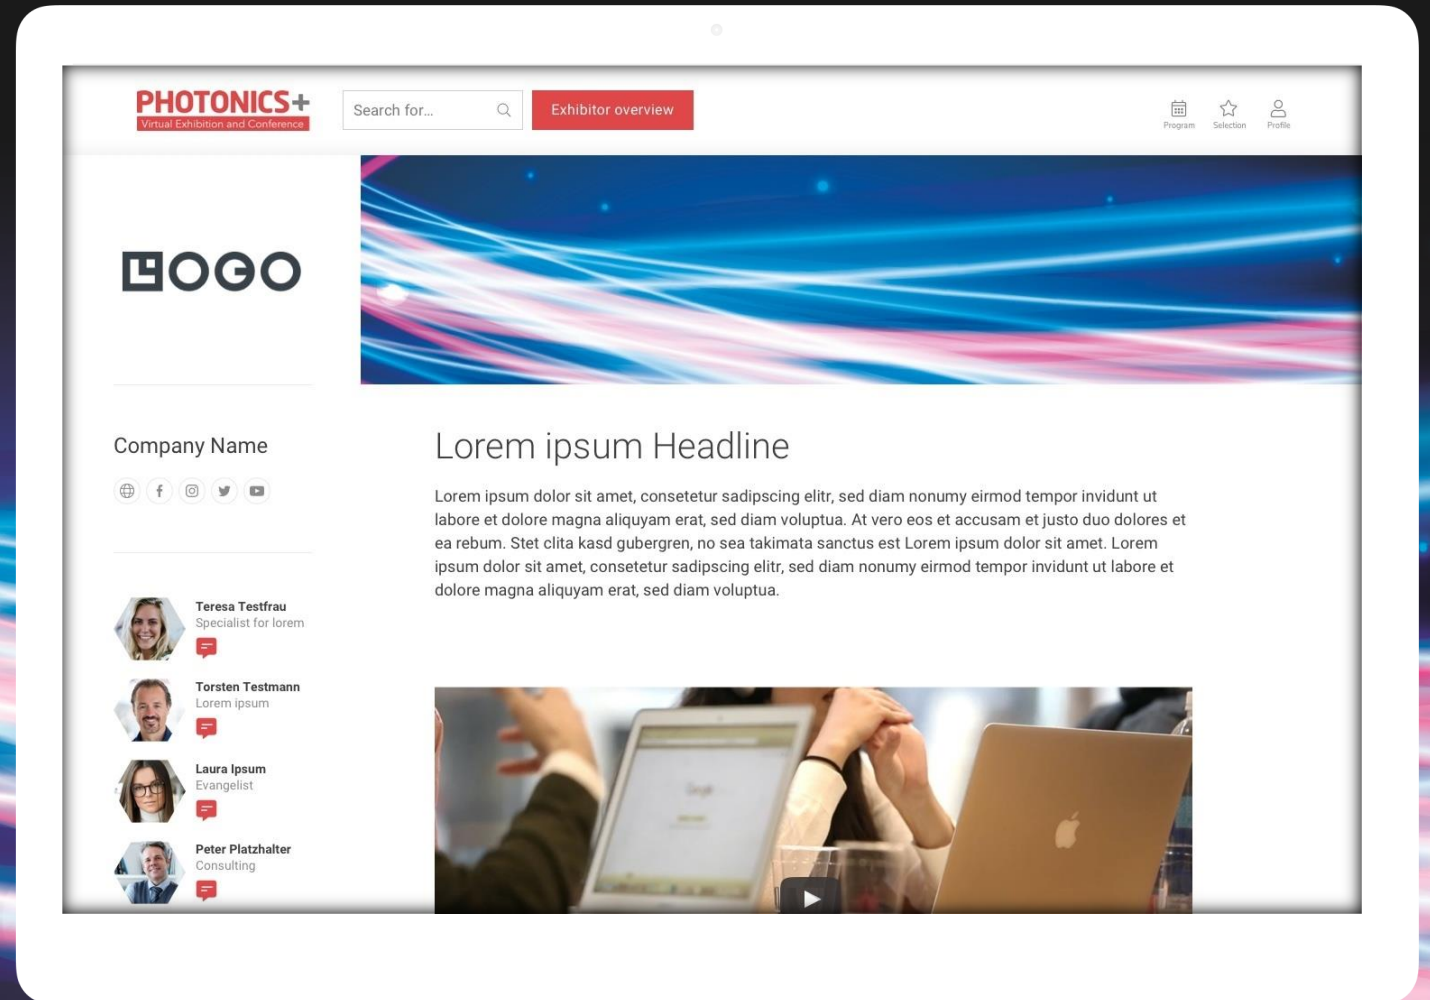 PHOTONICS+
Virtual Exhibition and Conference
Search for...
Exhibitor overview
Program
Selection
Profile
LOGO
Company Name
Teresa Testfrau
Specialist for lorem
Torsten Testmann
Lorem ipsum
Laura Ipsum
Evangelist
Peter Platzhalter
Consulting
Lorem ipsum Headline
Lorem ipsum dolor sit amet, consetetur sadipscing elitr, sed diam nonumy eirmod tempor invidunt ut
labore et dolore magna aliquyam erat, sed diam voluptua. At vero eos et accusam et justo duo dolores et
ea rebum. Stet clita kasd gubergren, no sea takimata sanctus est Lorem ipsum dolor sit amet. Lorem
ipsum dolor sit amet, consetetur sadipscing elitr, sed diam nonumy eirmod tempor invidunt ut labore et
dolore magna aliquyam erat, sed diam voluptua.